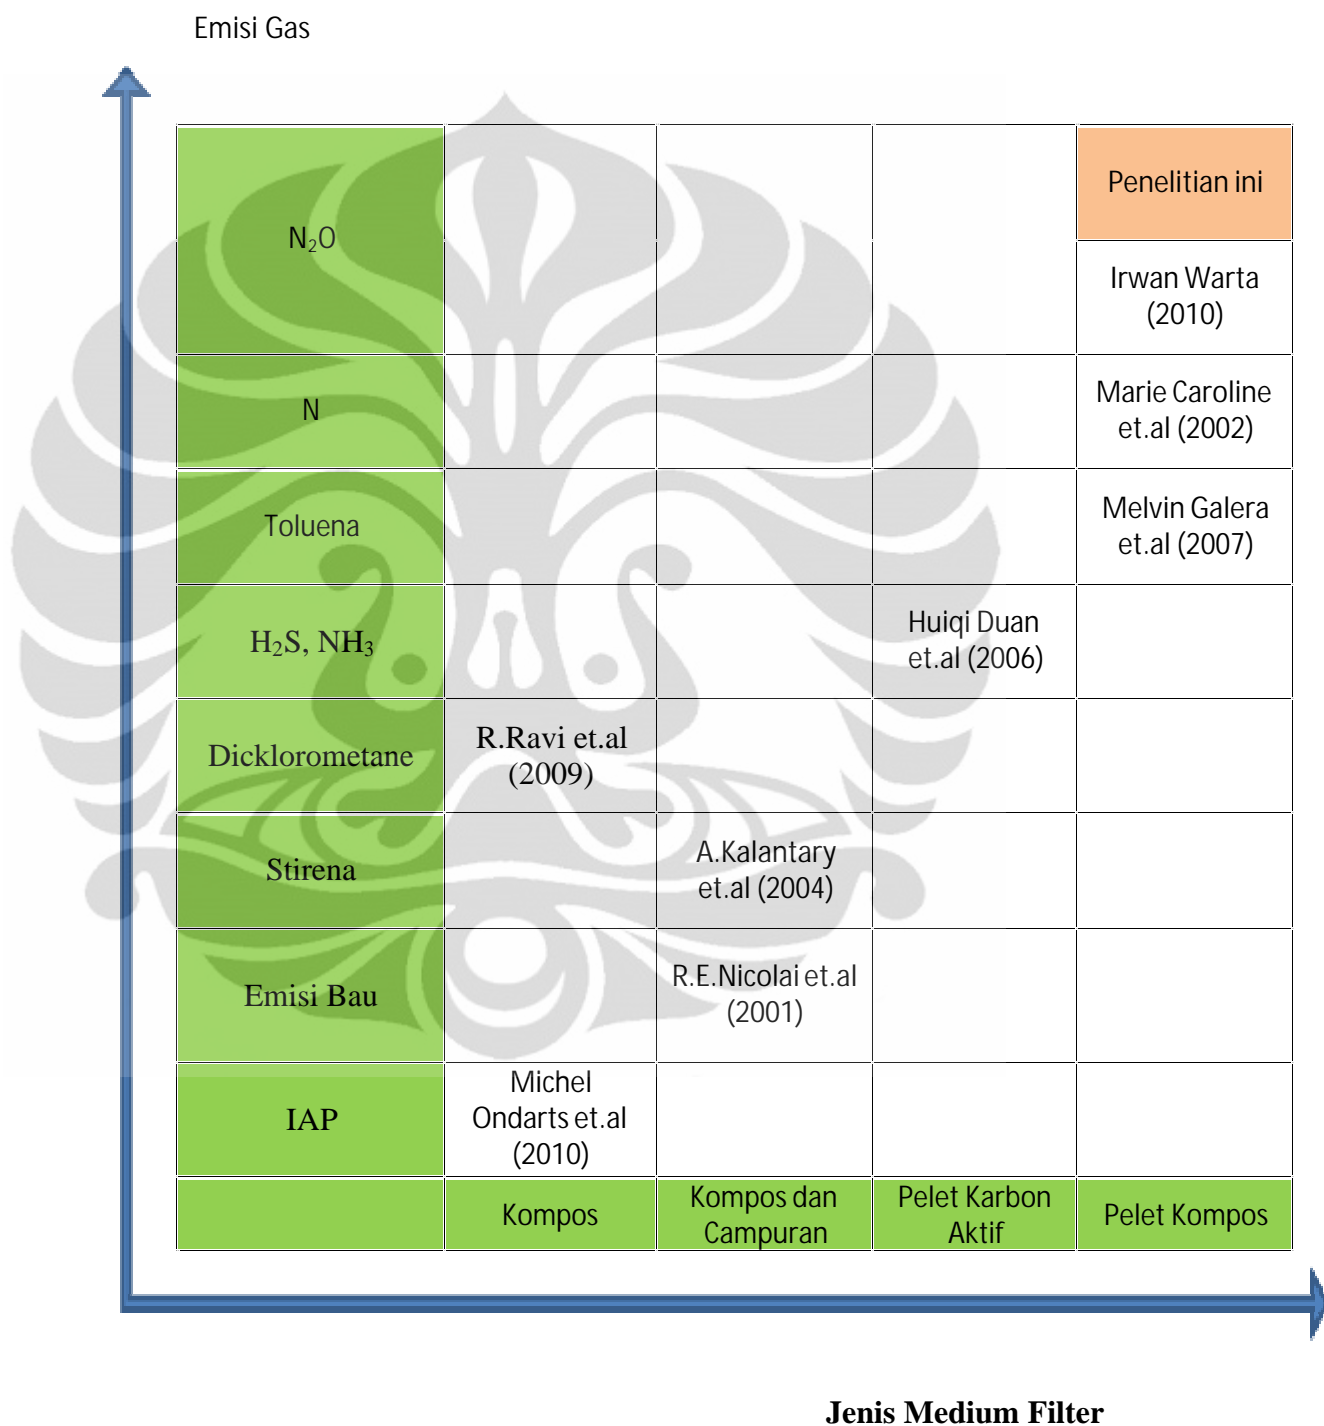 Emisi Gas
N₂O
Penelitian ini
Irwan Warta
(2010)
N
Marie Caroline
et.al (2002)
Toluena
Melvin Galera
et.al (2007)
H₂S, NH₃
Huiqi Duan
et.al (2006)
Dicklorometane
R.Ravi et.al
(2009)
Stirena
A.Kalantary
et.al (2004)
Emisi Bau
R.E.Nicolai et.al
(2001)
IAP
Michel
Ondarts et.al
(2010)
Kompos
Kompos dan
Campuran
Pelet Karbon
Aktif
Pelet Kompos
Jenis Medium Filter